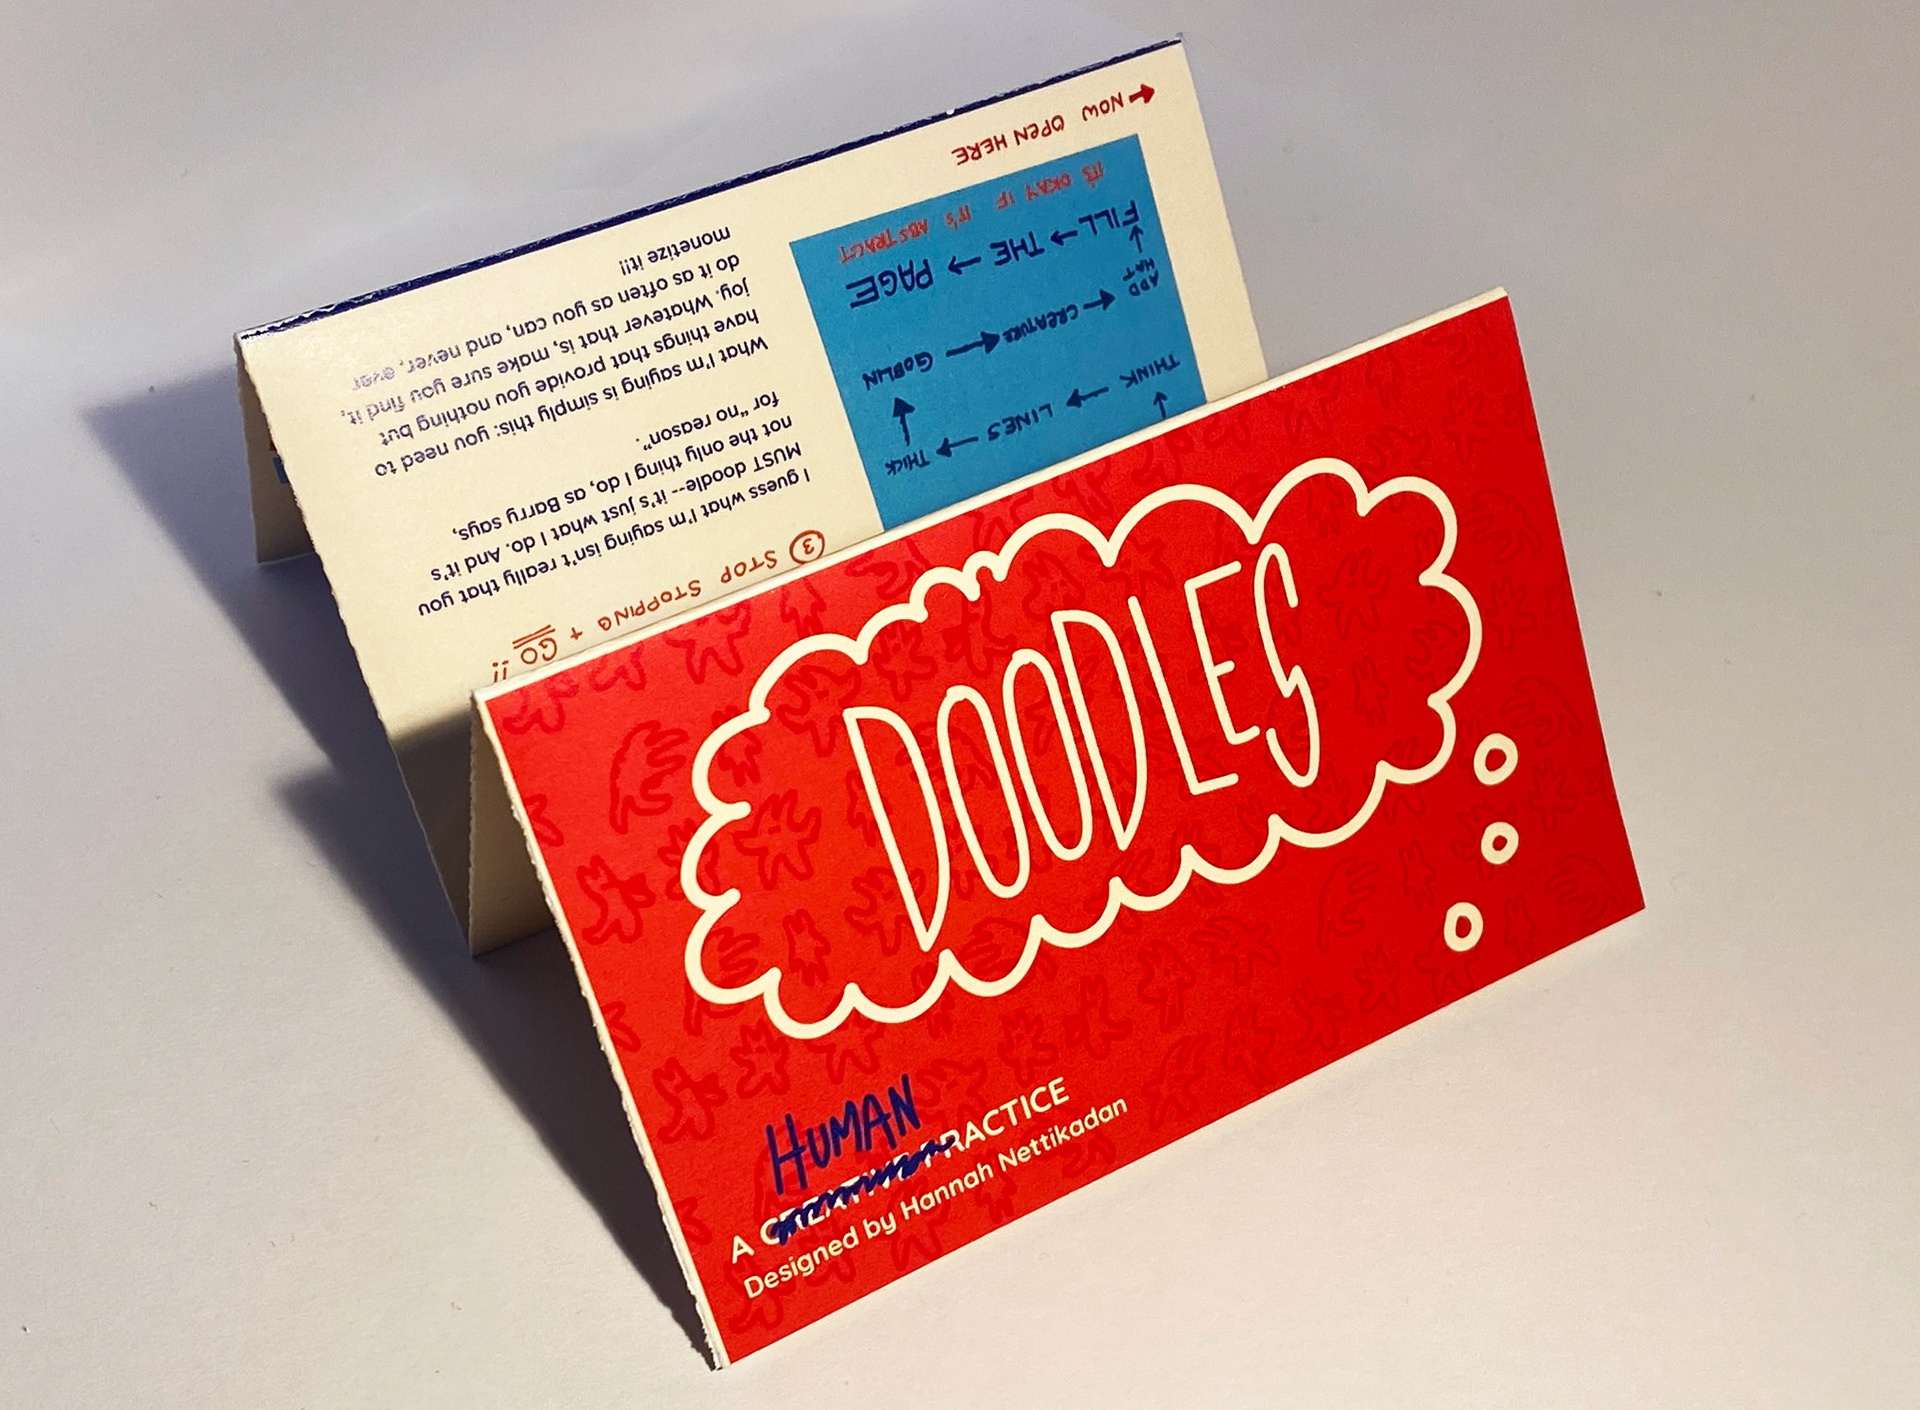 DOODLES
HUMAN
A CREATIVE PRACTICE
Designed by Hannah Nettikadan
③ STOP STOPPING + GO!!
I guess what I'm saying isn't really that you
MUST doodle-- it's just what I do. And it's
not the only thing I do, as Barry says,
for "no reason".
What I'm saying is simply this: you need to
have things that provide you nothing but
joy. Whatever that is, make sure you find it,
do it as often as you can, and never, ever
monetize it!!
THINK → LINES → THICK
GOBLIN → CREATURE → ADD HAT
FILL → THE → PAGE
IT'S OKAY IF IT'S ABSTRACT
NOW OPEN HERE